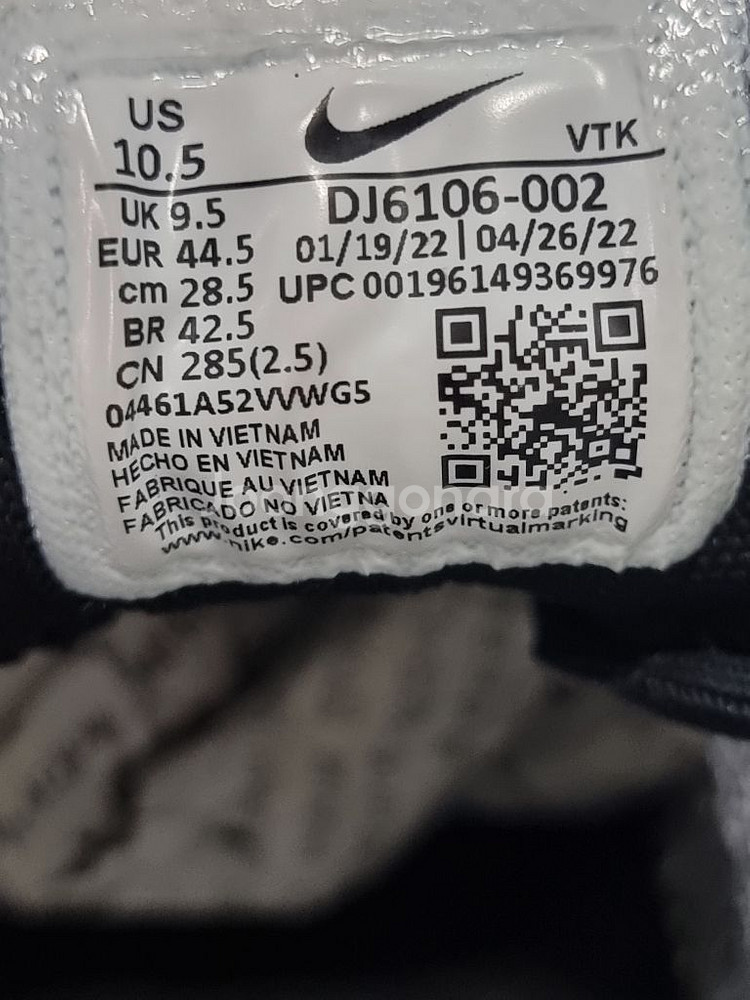 US
10.5
VTK
UK 9.5
DJ6106-002
EUR 44.5
01/19/22 | 04/26/22
cm 28.5
UPC 00196149369976
BR 42.5
CN 285(2.5)
04461A52VVWG5
MADE IN VIETNAM
HECHO EN VIETNAM
FABRIQUE AU VIETNAM
FABRICADO NO VIETNA
This product is covered by one or more patents:
www.nike.com/patentsvirtualmarking